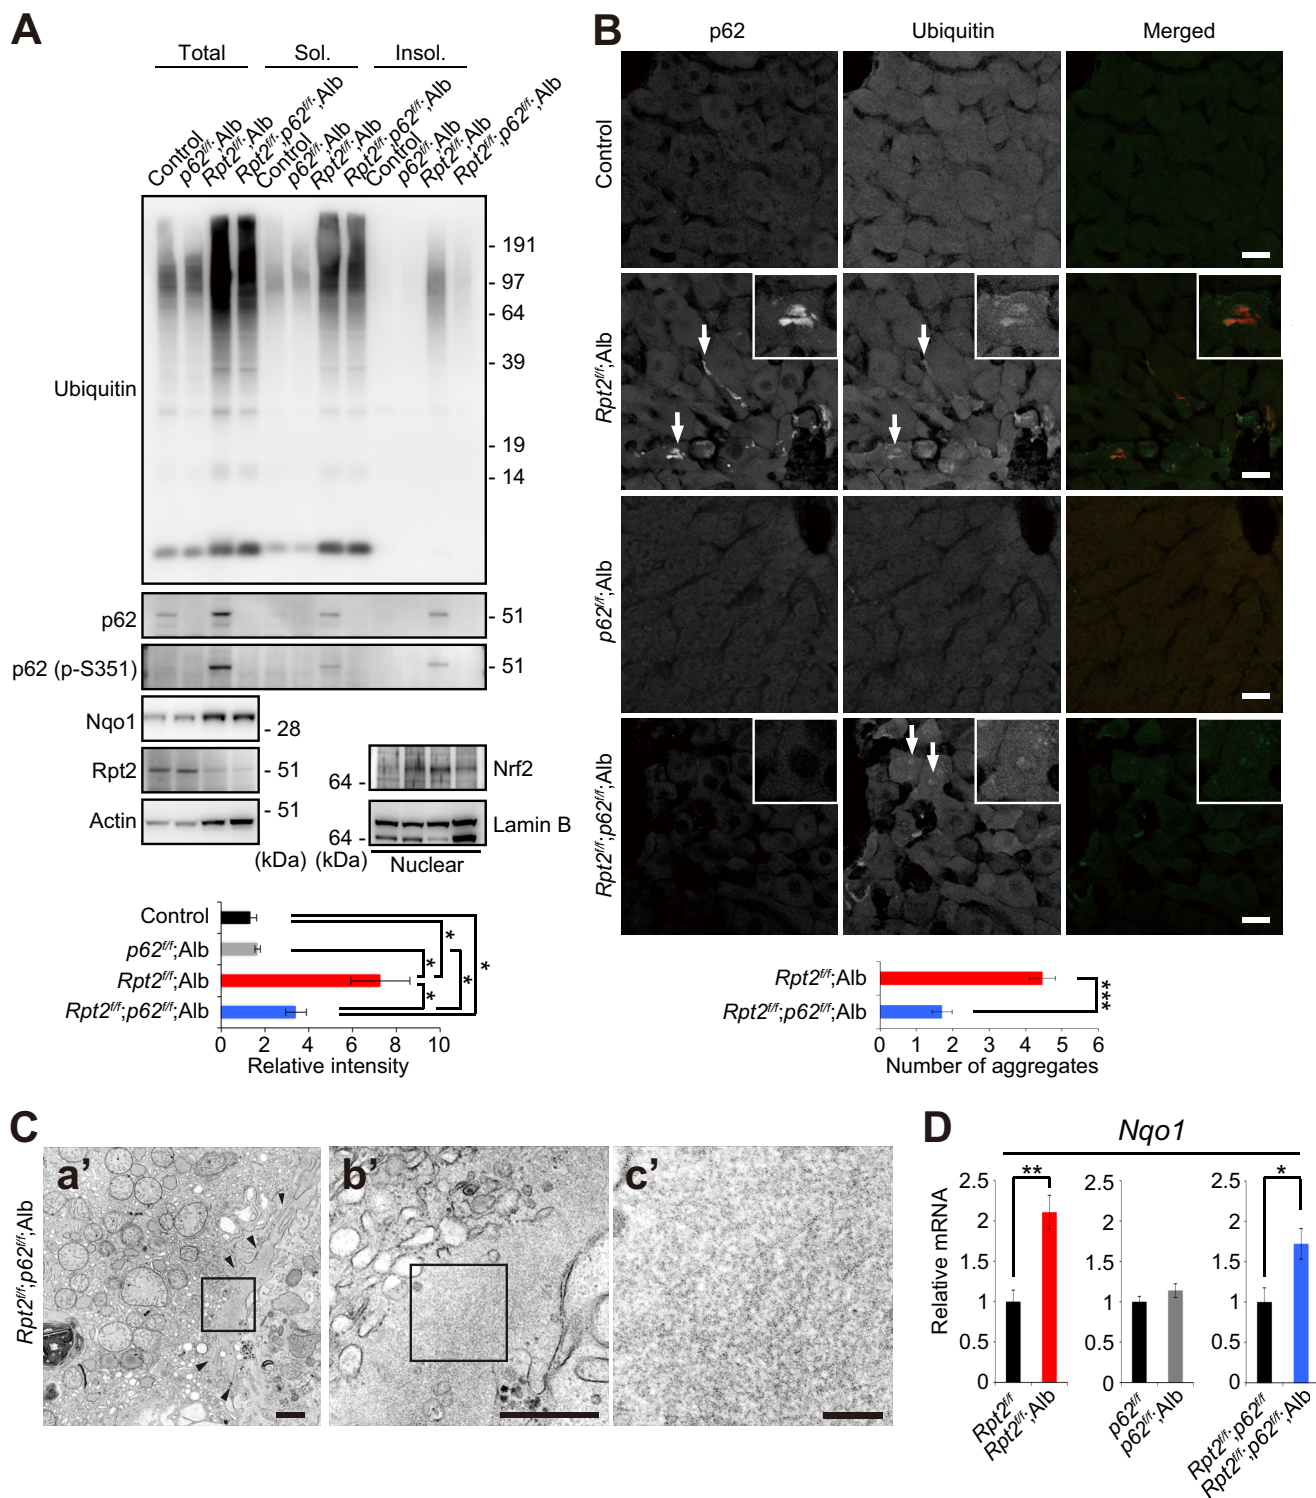 A
Total Sol. Insol.
Control
p62f/f;Alb
Rpt2f/f;Alb
Rpt2f/f;p62f/f;Alb
Control
p62f/f;Alb
Rpt2f/f;Alb
Rpt2f/f;p62f/f;Alb
Control
p62f/f;Alb
Rpt2f/f;Alb
Rpt2f/f;p62f/f;Alb
Ubiquitin
- 191
- 97
- 64
- 39
- 19
- 14
p62
- 51
p62 (p-S351)
- 51
Nqo1
- 28
Rpt2
- 51
Actin
- 51
(kDa)
64 -
Nrf2
64 -
Lamin B
(kDa)
Nuclear
Control
p62f/f;Alb
Rpt2f/f;Alb
Rpt2f/f;p62f/f;Alb
*
*
*
*
*
0 2 4 6 8 10
Relative intensity
B
p62 Ubiquitin Merged
Control
Rpt2f/f;Alb
p62f/f;Alb
Rpt2f/f;p62f/f;Alb
Rpt2f/f;Alb
Rpt2f/f;p62f/f;Alb
***
0 1 2 3 4 5 6
Number of aggregates
C
Rpt2f/f;p62f/f;Alb
a’ b’ c’
D
Nqo1
Relative mRNA
**
2.5
2
1
0.5
0
Rpt2f/f
Rpt2f/f;Alb
2.5
2
1.5
1
0.5
0
p62f/f
p62f/f;Alb
*
2.5
2
1.5
1
0.5
0
Rpt2f/f;p62f/f
Rpt2f/f;p62f/f;Alb